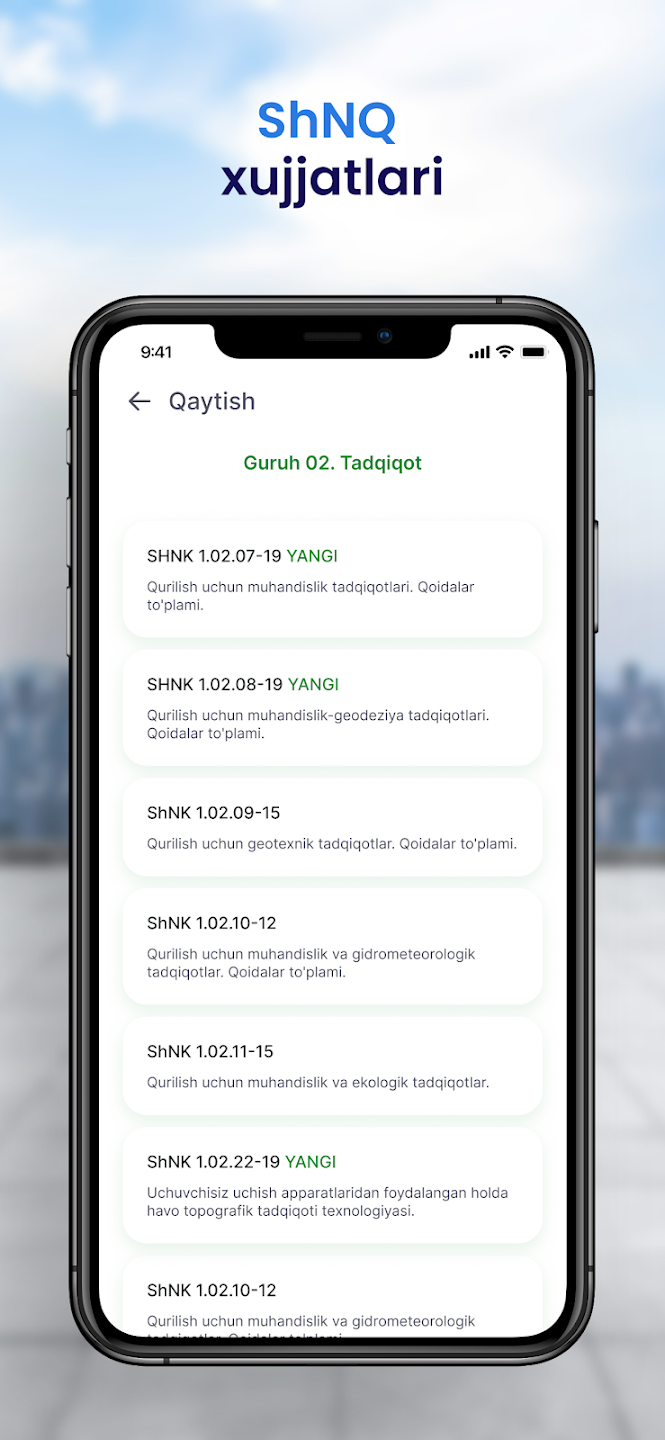 ShNQ
xujjatlari
9:41
Qaytish
Guruh 02. Tadqiqot
SHNK 1.02.07-19 YANGI
Qurilish uchun muhandislik tadqiqotlari. Qoidalar
to'plami.
SHNK 1.02.08-19 YANGI
Qurilish uchun muhandislik-geodeziya tadqiqotlari.
Qoidalar to'plami.
ShNK 1.02.09-15
Qurilish uchun geotexnik tadqiqotlar. Qoidalar to'plami.
ShNK 1.02.10-12
Qurilish uchun muhandislik va gidrometeorologik
tadqiqotlar. Qoidalar to'plami.
ShNK 1.02.11-15
Qurilish uchun muhandislik va ekologik tadqiqotlar.
ShNK 1.02.22-19 YANGI
Uchuvchisiz uchish apparatlaridan foydalangan holda
havo topografik tadqiqoti texnologiyasi.
ShNK 1.02.10-12
Qurilish uchun muhandislik va gidrometeorologik